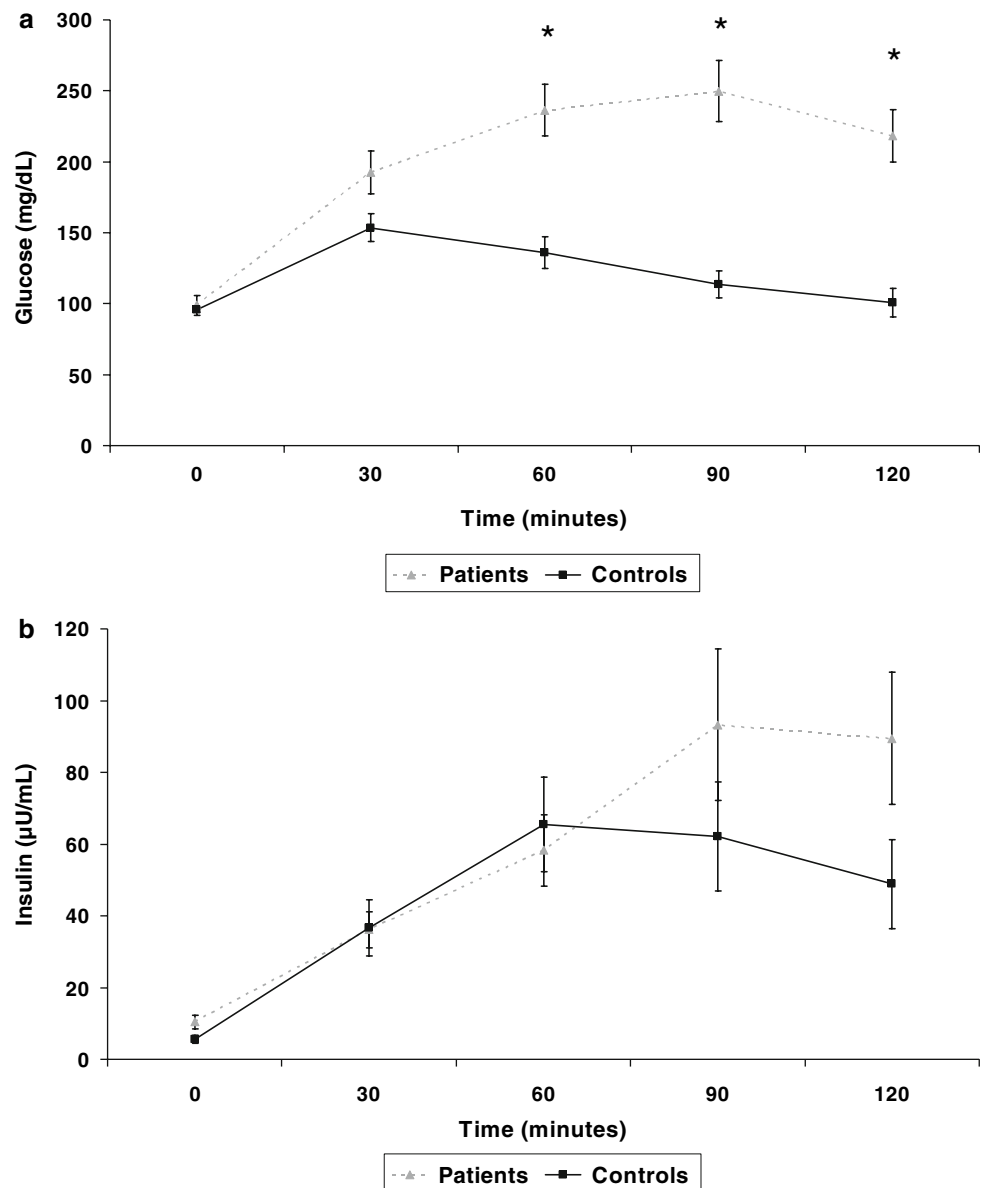 a
300
*
*
*
250
200
150
100
50
0
Glucose (mg/dL)
0 30 60 90 120
Time (minutes)
Patients Controls
b
120
100
80
60
40
20
0
Insulin (µU/mL)
0 30 60 90 120
Time (minutes)
Patients Controls